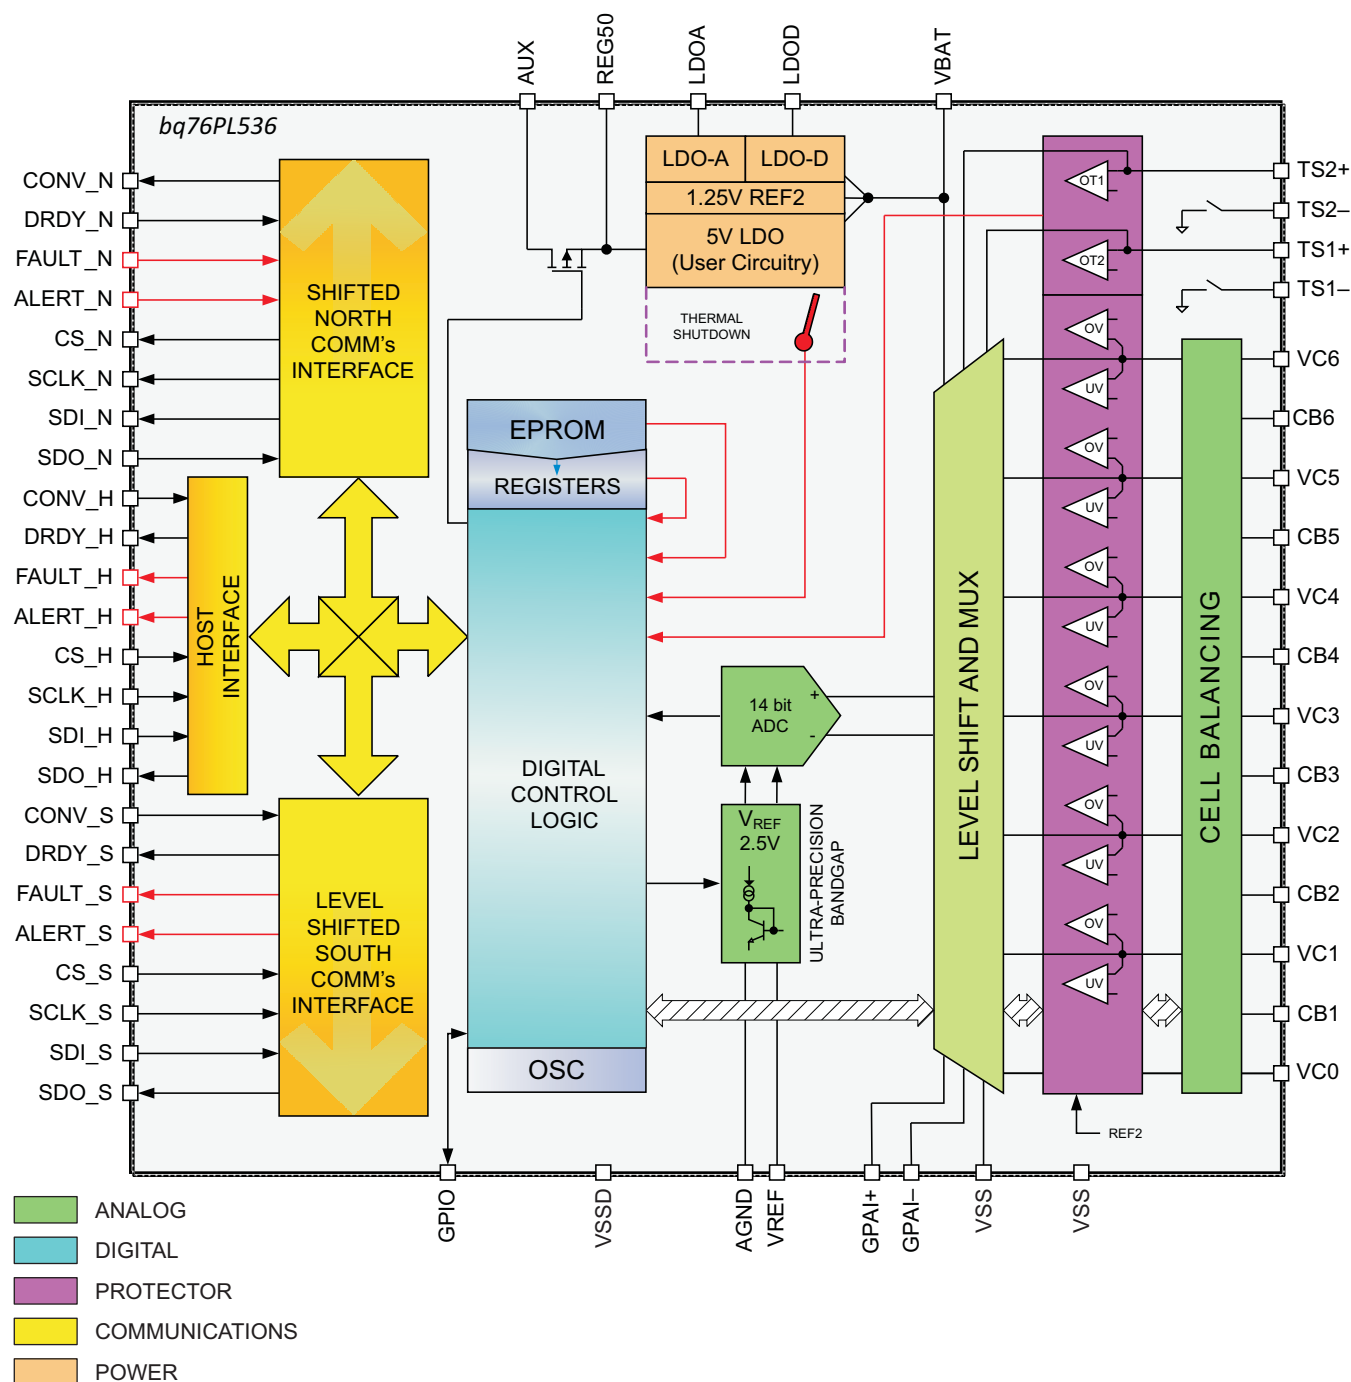 AUX
REG50
LDOA
LDOD
VBAT
bq76PL536
CONV_N
DRDY_N
FAULT_N
ALERT_N
CS_N
SCLK_N
SDI_N
SDO_N
CONV_H
DRDY_H
FAULT_H
ALERT_H
CS_H
SCLK_H
SDI_H
SDO_H
CONV_S
DRDY_S
FAULT_S
ALERT_S
CS_S
SCLK_S
SDI_S
SDO_S
SHIFTED
NORTH
COMM's
INTERFACE
HOST
INTERFACE
LEVEL
SHIFTED
SOUTH
COMM's
INTERFACE
LDO-A
LDO-D
1.25V REF2
5V LDO
(User Circuitry)
THERMAL
SHUTDOWN
EPROM
REGISTERS
DIGITAL
CONTROL
LOGIC
OSC
14 bit
ADC
+
-
VREF
2.5V
ULTRA-PRECISION
BANDGAP
LEVEL SHIFT AND MUX
OT1
OT2
OV
UV
OV
UV
OV
UV
OV
UV
OV
UV
OV
UV
REF2
CELL BALANCING
TS2+
TS2–
TS1+
TS1–
VC6
CB6
VC5
CB5
VC4
CB4
VC3
CB3
VC2
CB2
VC1
CB1
VC0
GPIO
VSSD
AGND
VREF
GPAI+
GPAI–
VSS
VSS
ANALOG
DIGITAL
PROTECTOR
COMMUNICATIONS
POWER